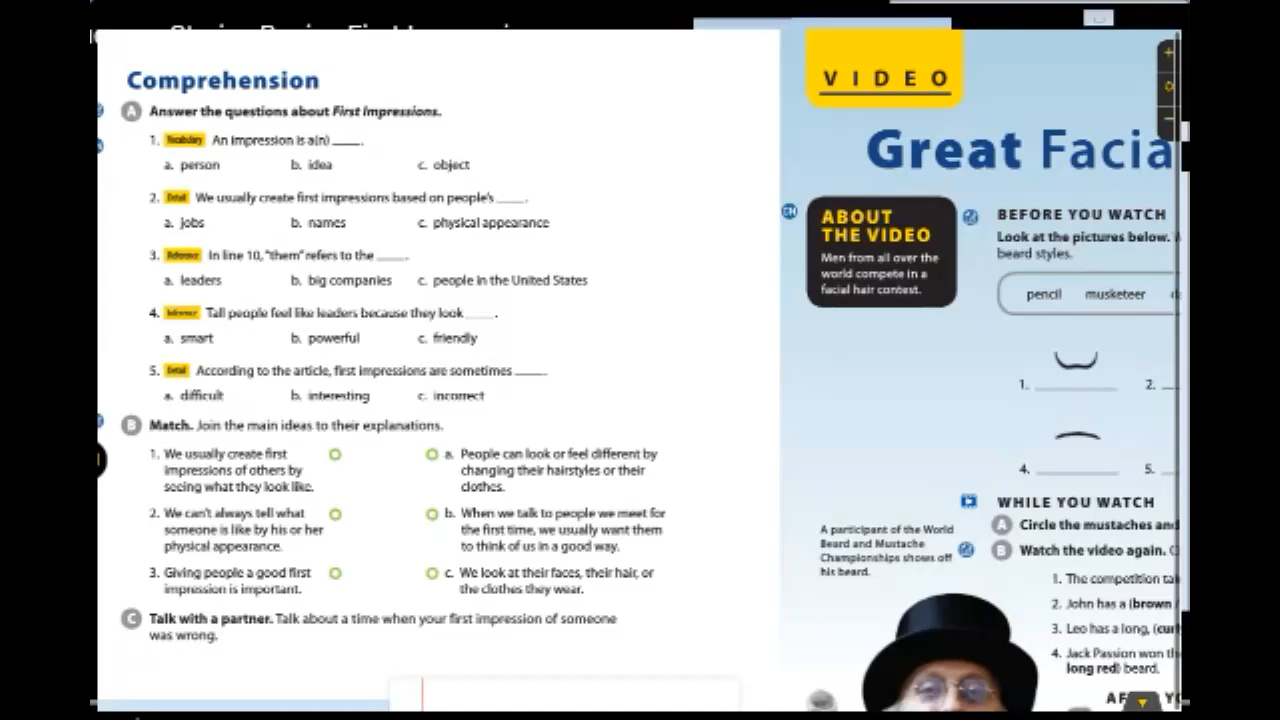 Comprehension
A Answer the questions about First Impressions.
1. Vocabulary An impression is a(n) ____.
a. person b. idea c. object
2. Detail We usually create first impressions based on people's ____.
a. jobs b. names c. physical appearance
3. Reference In line 10, "them" refers to the ____.
a. leaders b. big companies c. people in the United States
4. Inference Tall people feel like leaders because they look ____.
a. smart b. powerful c. friendly
5. Detail According to the article, first impressions are sometimes ____.
a. difficult b. interesting c. incorrect
B Match. Join the main ideas to their explanations.
1. We usually create first
impressions of others by
seeing what they look like.
2. We can't always tell what
someone is like by his or her
physical appearance.
3. Giving people a good first
impression is important.
a. People can look or feel different by
changing their hairstyles or their
clothes.
b. When we talk to people we meet for
the first time, we usually want them
to think of us in a good way.
c. We look at their faces, their hair, or
the clothes they wear.
C Talk with a partner. Talk about a time when your first impression of someone
was wrong.
VIDEO
Great Facia
ABOUT
THE VIDEO
Men from all over the
world compete in a
facial hair contest.
BEFORE YOU WATCH
Look at the pictures below.
beard styles.
pencil musketeer
1. ____ 2.
4. ____ 5.
WHILE YOU WATCH
A Circle the mustaches and
B Watch the video again.
1. The competition
2. John has a (brown /
3. Leo has a long,
4. Jack Passion won
long red) beard.
A participant of the World
Beard and Mustache
Championships shows off
his beard.